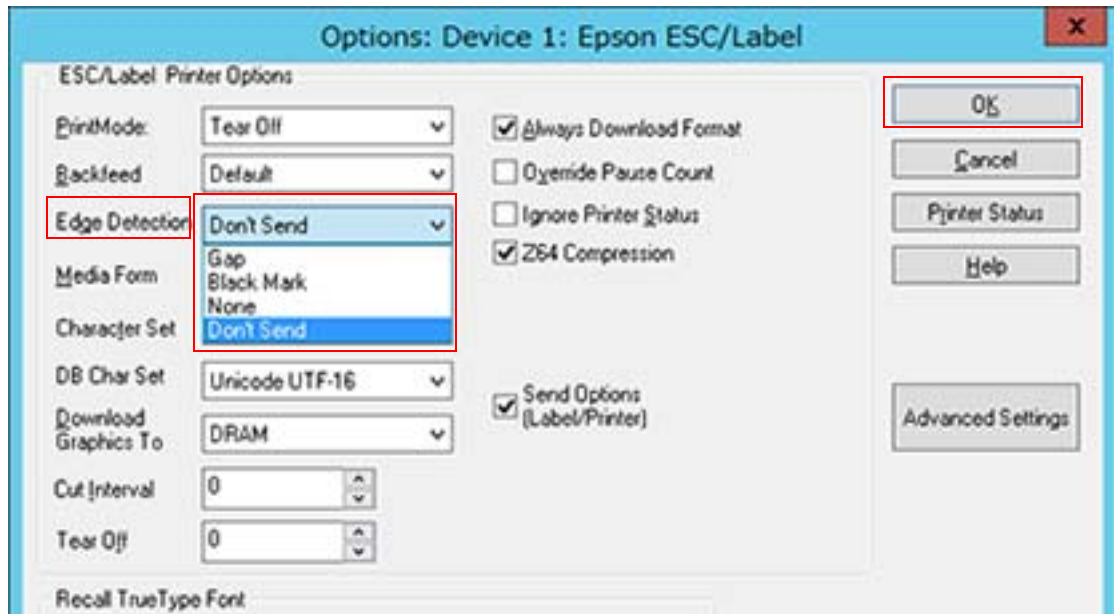 Options: Device 1: Epson ESC/Label
x
ESC/Label Printer Options
PrintMode: Tear Off
Always Download Format
OK
Backfeed Default
Override Pause Count
Cancel
Edge Detection Don't Send
Ignore Printer Status
Printer Status
Gap
Z64 Compression
Help
Media Form
Black Mark
None
Character Set
Don't Send
DB Char Set Unicode UTF-16
Send Options
(Label/Printer)
Advanced Settings
Download
Graphics To DRAM
Cut Interval 0
Tear Off 0
Recall TrueType Font